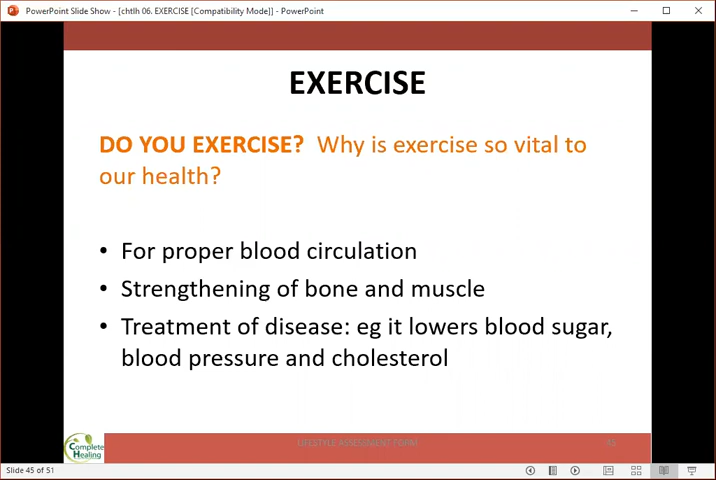 PowerPoint Slide Show - [chtlh 06. EXERCISE [Compatibility Mode]] - PowerPoint
EXERCISE
DO YOU EXERCISE? Why is exercise so vital to
our health?
• For proper blood circulation
• Strengthening of bone and muscle
• Treatment of disease: eg it lowers blood sugar,
blood pressure and cholesterol
Complete
Healing
LIFESTYLE ASSESSMENT
Slide 45 of 51